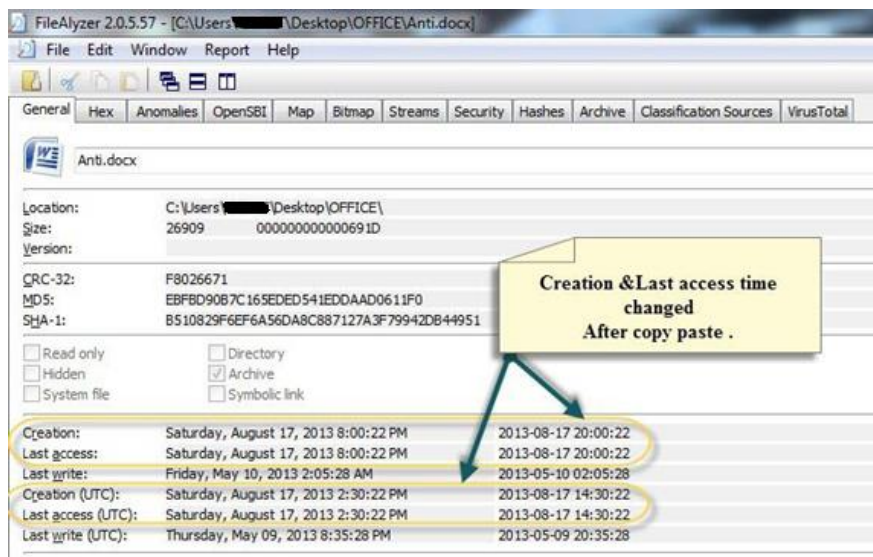 FileAlyzer 2.0.5.57 - [C:\Users\ \Desktop\OFFICE\Anti.docx]
File Edit Window Report Help
General Hex Anomalies OpenSBI Map Bitmap Streams Security Hashes Archive Classification Sources VirusTotal
Anti.docx
Location: C:\Users\ \Desktop\OFFICE\
Size: 26909 000000000000691D
Version:
CRC-32: F8026671
MD5: EBFBD90B7C165EDED541EDDAAD0611F0
SHA-1: B510829F6EF6A56DA8C887127A3F79942DB44951
Creation &Last access time
changed
After copy paste .
Read only Directory
Hidden Archive
System file Symbolic link
Creation: Saturday, August 17, 2013 8:00:22 PM 2013-08-17 20:00:22
Last access: Saturday, August 17, 2013 8:00:22 PM 2013-08-17 20:00:22
Last write: Friday, May 10, 2013 2:05:28 AM 2013-05-10 02:05:28
Creation (UTC): Saturday, August 17, 2013 2:30:22 PM 2013-08-17 14:30:22
Last access (UTC): Saturday, August 17, 2013 2:30:22 PM 2013-08-17 14:30:22
Last write (UTC): Thursday, May 09, 2013 8:35:28 PM 2013-05-09 20:35:28